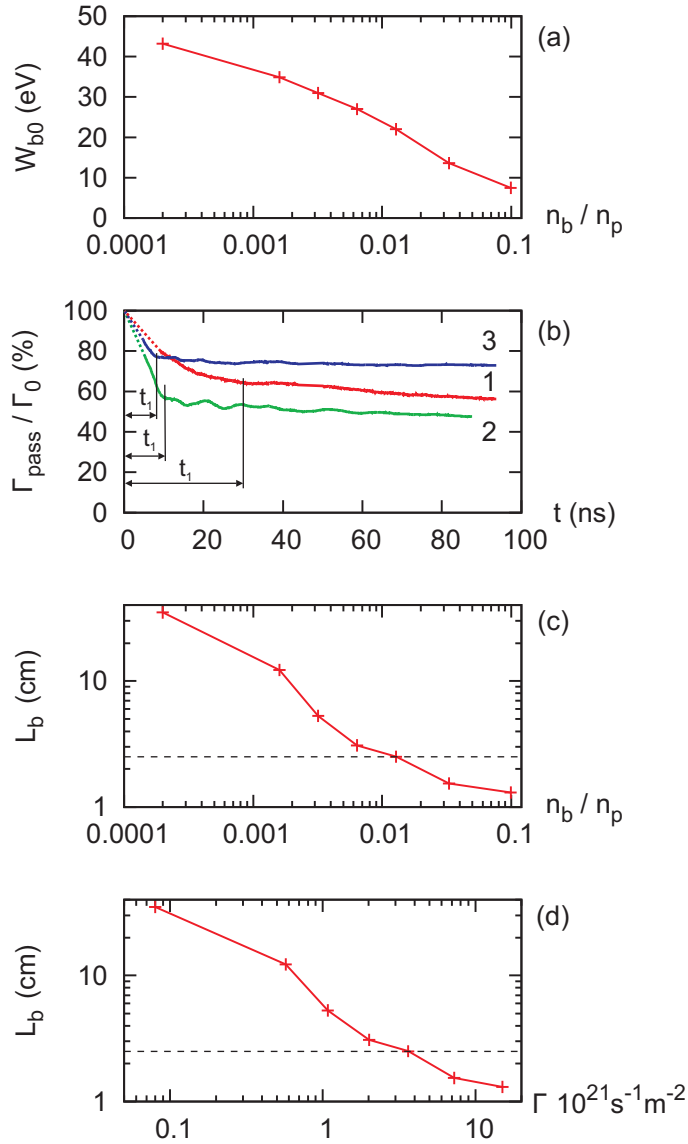 50
40
30
20
10
0
W_b0 (eV)
(a)
0.0001 0.001 0.01 0.1
n_b / n_p
100
80
60
40
20
0
Γ_pass / Γ_0 (%)
(b)
3
1
2
t_1
t_1
t_1
0 20 40 60 80 100
t (ns)
10
1
L_b (cm)
(c)
0.0001 0.001 0.01 0.1
n_b / n_p
10
1
L_b (cm)
(d)
0.1 1 10
Γ 10^21 s^-1 m^-2